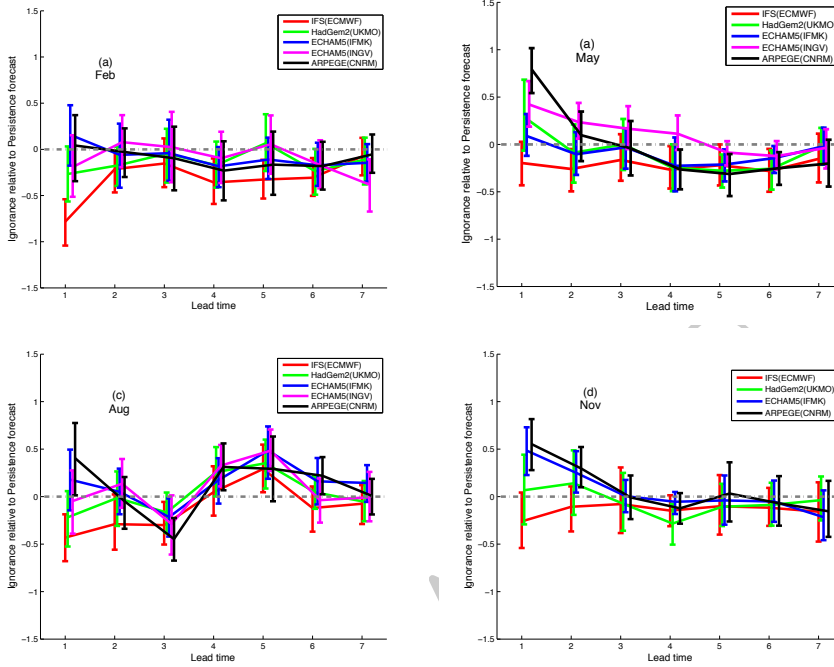 1.5
1
0.5
0
−0.5
−1
−1.5
Ignorance relative to Persistence forecast
(a)
Feb
IFS(ECMWF)
HadGem2(UKMO)
ECHAM5(IFMK)
ECHAM5(INGV)
ARPEGE(CNRM)
1 2 3 4 5 6 7
Lead time
1.5
1
0.5
0
−0.5
−1
−1.5
Ignorance relative to Persistence forecast
(a)
May
IFS(ECMWF)
HadGem2(UKMO)
ECHAM5(IFMK)
ECHAM5(INGV)
ARPEGE(CNRM)
1 2 3 4 5 6 7
Lead time
1.5
1
0.5
0
−0.5
−1
−1.5
Ignorance relative to Persistence forecast
(c)
Aug
IFS(ECMWF)
HadGem2(UKMO)
ECHAM5(IFMK)
ECHAM5(INGV)
ARPEGE(CNRM)
1 2 3 4 5 6 7
Lead time
1.5
1
0.5
0
−0.5
−1
−1.5
Ignorance relative to Persistence forecast
(d)
Nov
IFS(ECMWF)
HadGem2(UKMO)
ECHAM5(IFMK)
ARPEGE(CNRM)
1 2 3 4 5 6 7
Lead time